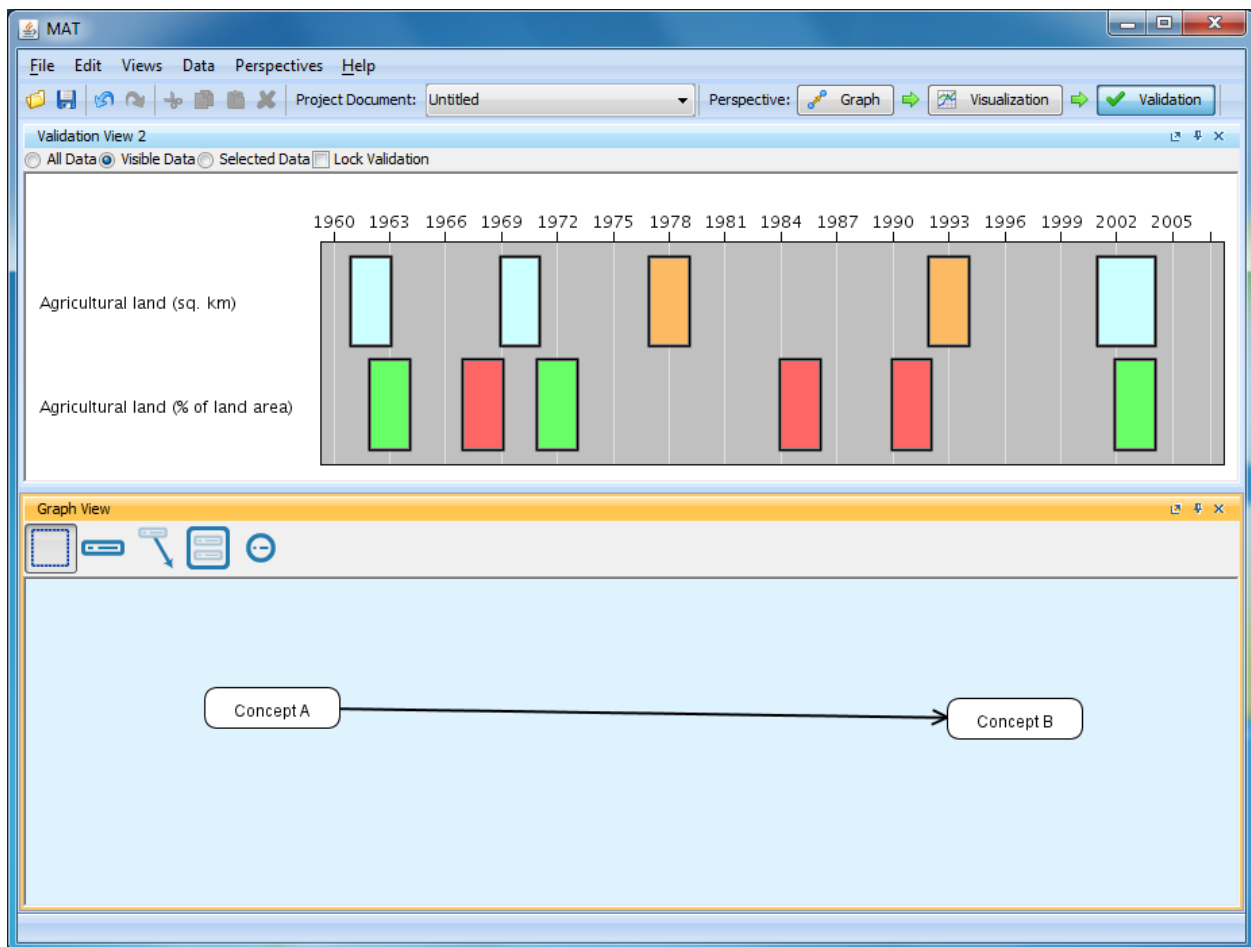 MAT
File Edit Views Data Perspectives Help
Project Document: Untitled Perspective: Graph Visualization Validation
Validation View 2
All Data Visible Data Selected Data Lock Validation
1960 1963 1966 1969 1972 1975 1978 1981 1984 1987 1990 1993 1996 1999 2002 2005
Agricultural land (sq. km)
Agricultural land (% of land area)
Graph View
Concept A
Concept B